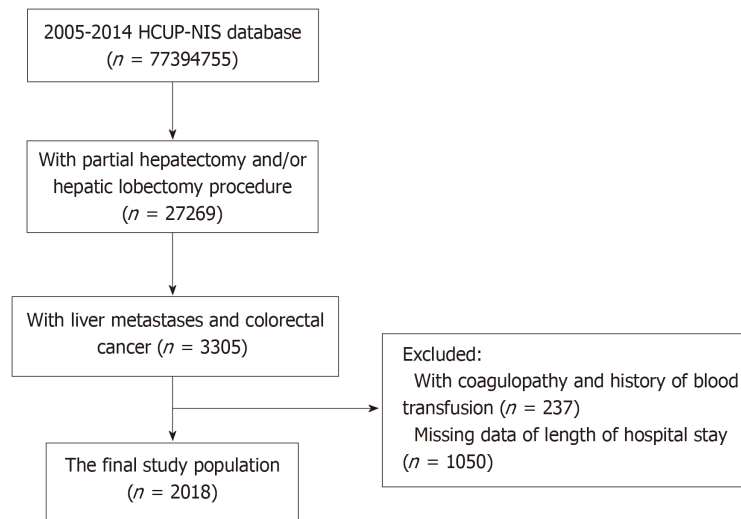 2005-2014 HCUP-NIS database
(n = 77394755)
With partial hepatectomy and/or
hepatic lobectomy procedure
(n = 27269)
With liver metastases and colorectal
cancer (n = 3305)
Excluded:
With coagulopathy and history of blood
transfusion (n = 237)
Missing data of length of hospital stay
(n = 1050)
The final study population
(n = 2018)